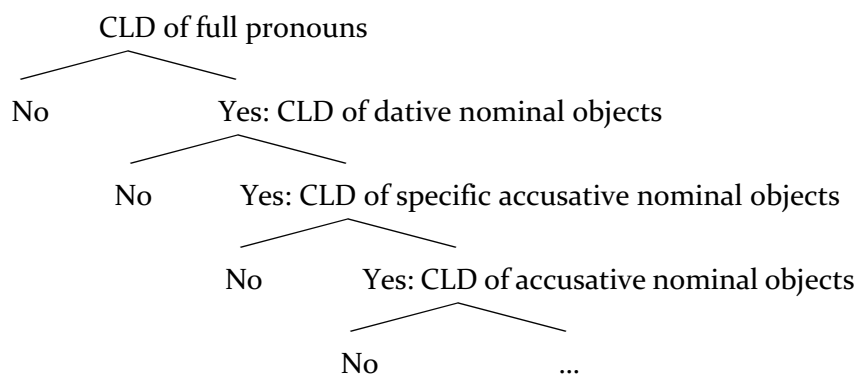 CLD of full pronouns
No Yes: CLD of dative nominal objects
No Yes: CLD of specific accusative nominal objects
No Yes: CLD of accusative nominal objects
No ...